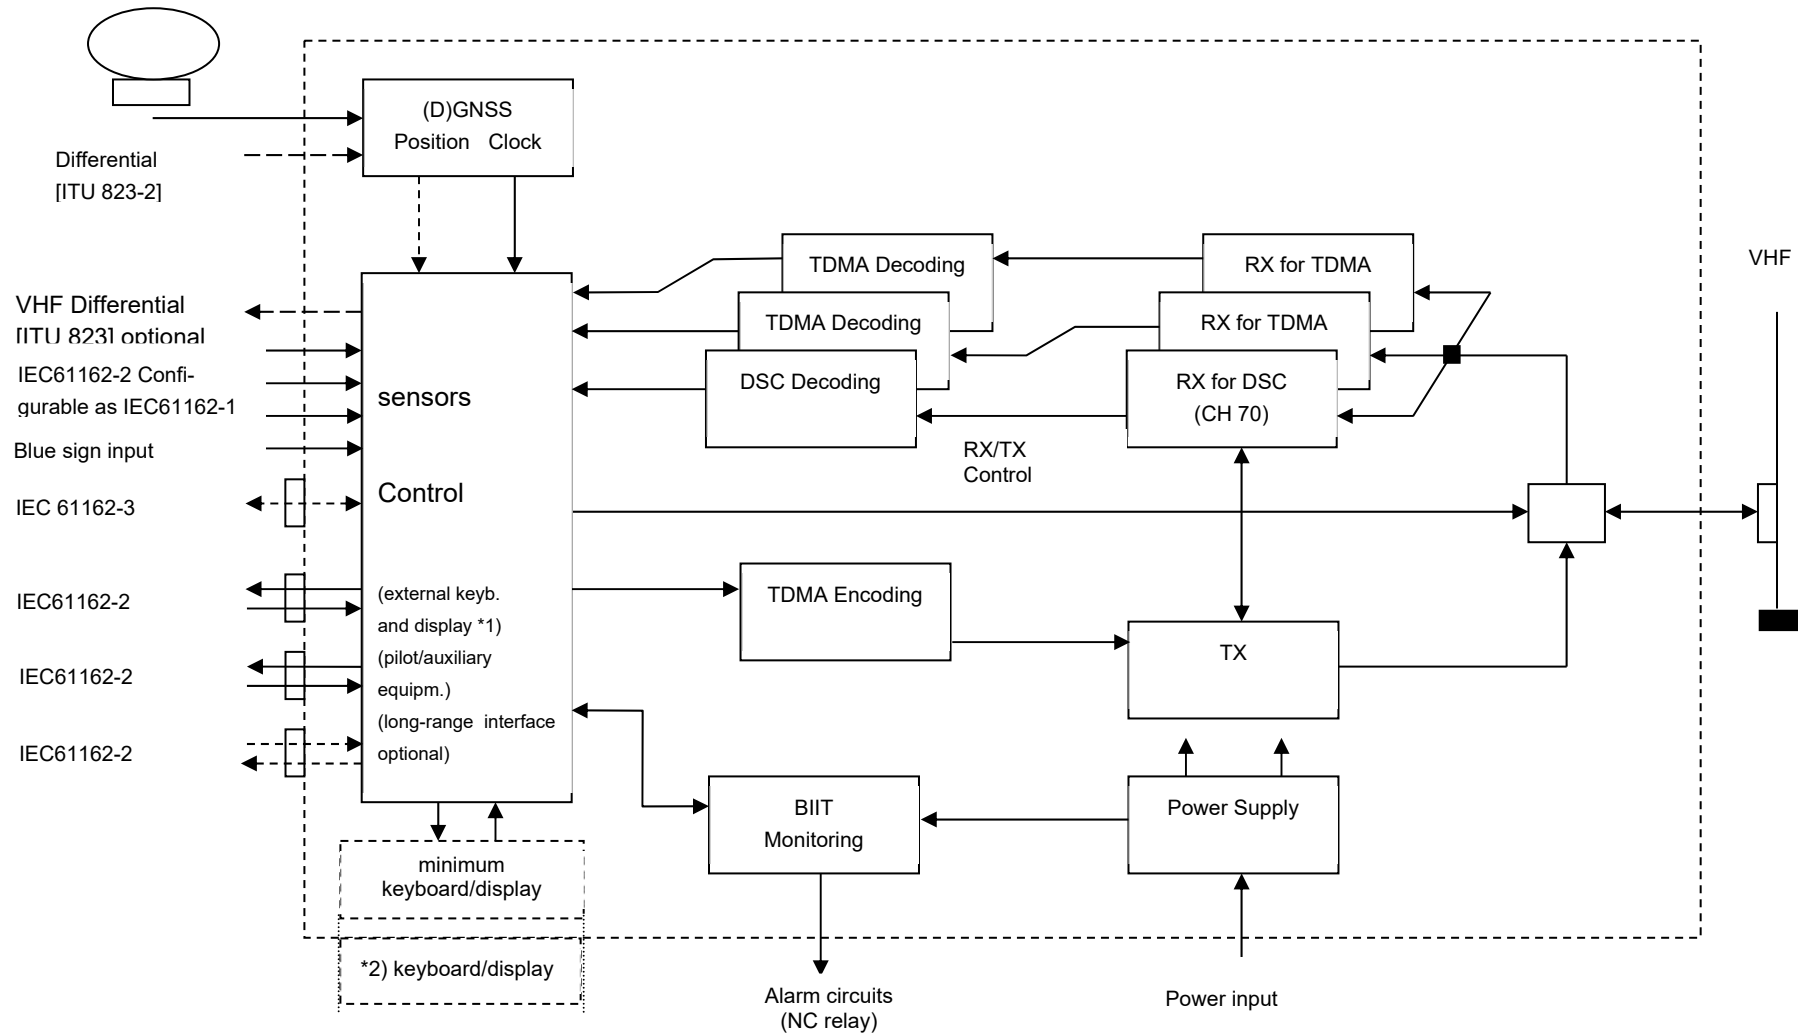 (D)GNSS
Position Clock
Differential
[ITU 823-2]
VHF Differential
[ITU 823] optional
IEC61162-2 Confi-
gurable as IEC61162-1
Blue sign input
IEC 61162-3
IEC61162-2
IEC61162-2
IEC61162-2
sensors
Control
(external keyb.
and display *1)
(pilot/auxiliary
equipm.)
(long-range interface
optional)
minimum
keyboard/display
*2) keyboard/display
TDMA Decoding
TDMA Decoding
DSC Decoding
RX for TDMA
RX for TDMA
RX for DSC
(CH 70)
RX/TX
Control
TDMA Encoding
TX
BIIT
Monitoring
Power Supply
Alarm circuits
(NC relay)
Power input
VHF